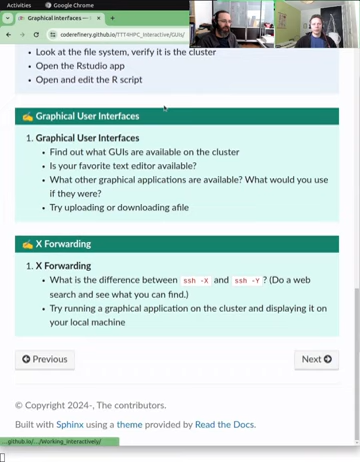 Activities
Google Chrome
Graphical Interfaces —
coderefinery.github.io/TTT4HPC_Interactive/GUIs/
• Look at the file system, verify it is the cluster
• Open the Rstudio app
• Open and edit the R script
Graphical User Interfaces
1. Graphical User Interfaces
• Find out what GUIs are available on the cluster
• Is your favorite text editor available?
• What other graphical applications are available? What would you use
if they were?
• Try uploading or downloading afile
X Forwarding
1. X Forwarding
• What is the difference between ssh -X and ssh -Y ? (Do a web
search and see what you can find.)
• Try running a graphical application on the cluster and displaying it on
your local machine
Previous
Next
© Copyright 2024-, The contributors.
Built with Sphinx using a theme provided by Read the Docs.
...github.io/.../Working_Interactively/